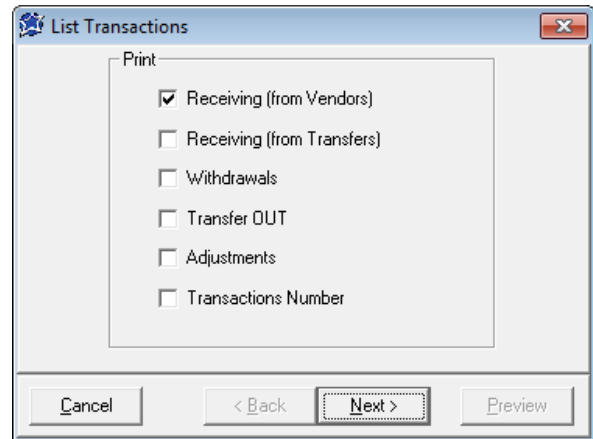 List Transactions
Print
Receiving (from Vendors)
Receiving (from Transfers)
Withdrawals
Transfer OUT
Adjustments
Transactions Number
Cancel < Back Next > Preview